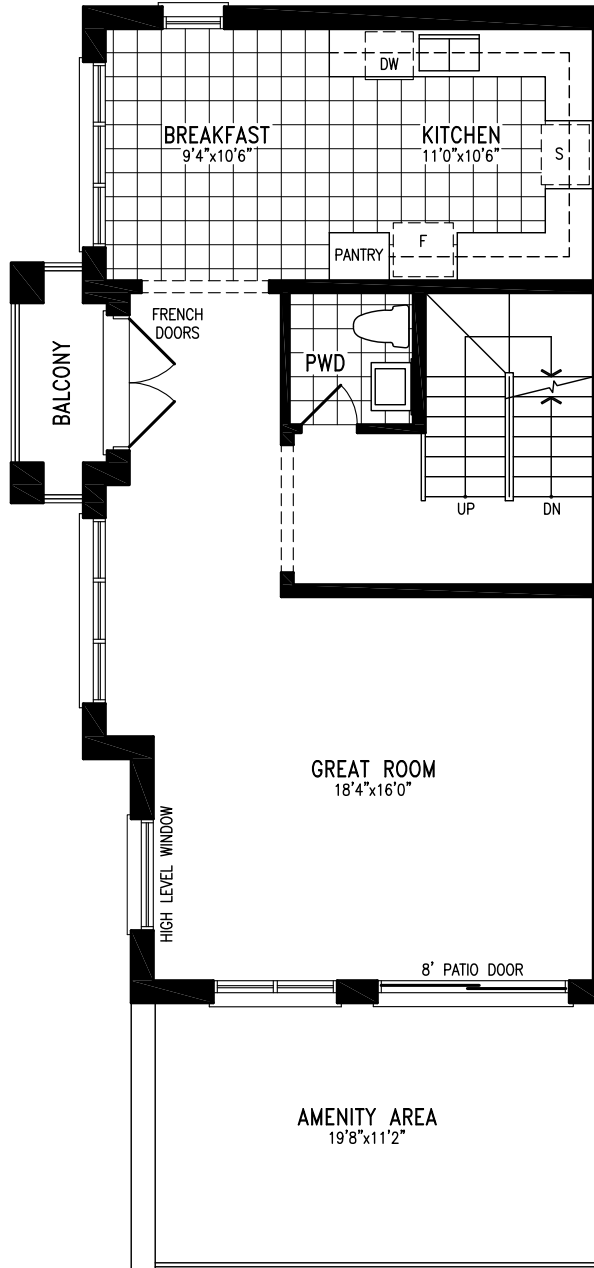 DW
BREAKFAST
9'4"x10'6"
KITCHEN
11'0"x10'6"
S
F
PANTRY
FRENCH
DOORS
BALCONY
PWD
UP
DN
GREAT ROOM
18'4"x16'0"
HIGH LEVEL WINDOW
8' PATIO DOOR
AMENITY AREA
19'8"x11'2"